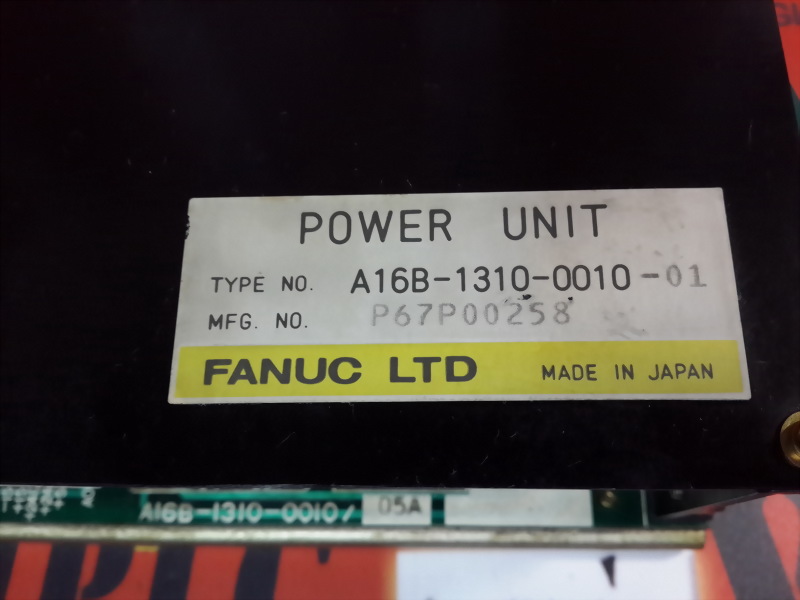 POWER UNIT
TYPE NO. A16B-1310-0010-01
MFG. NO. P67P00258
FANUC LTD MADE IN JAPAN
A16B-1310-0010/ 05A